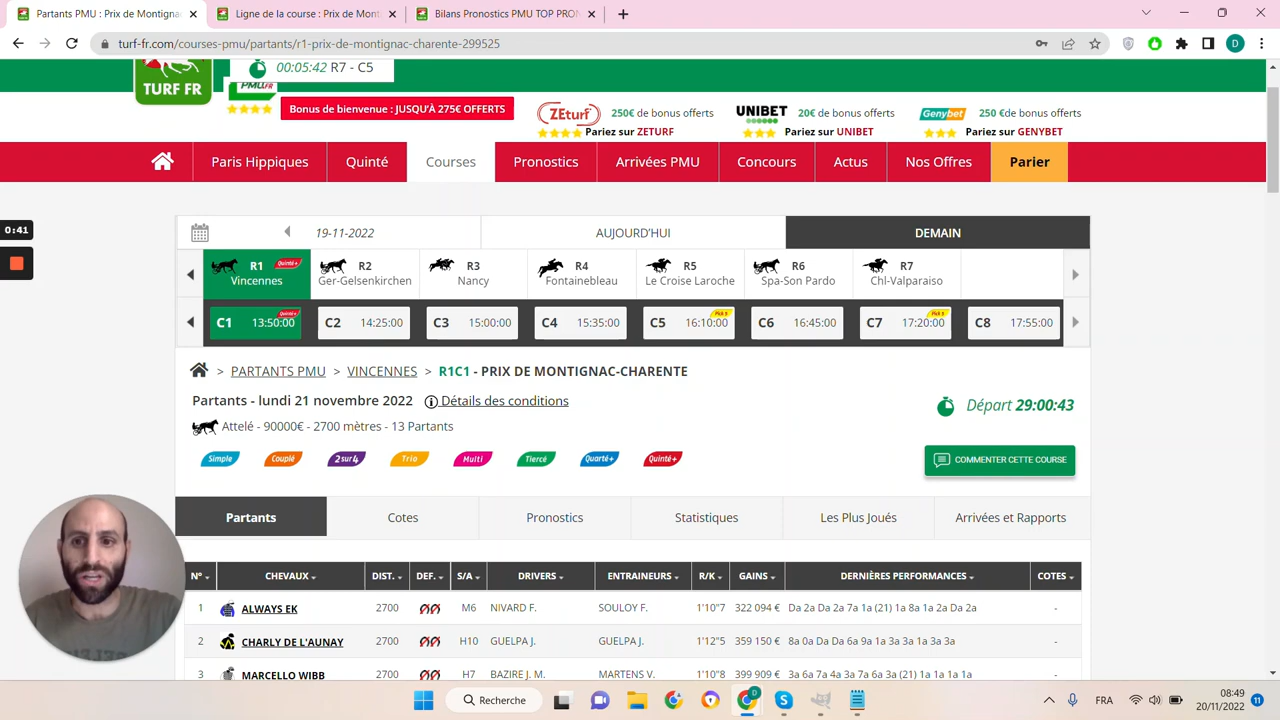 Partants PMU : Prix de Montigna
Ligne de la course : Prix de Mont
Bilans Pronostics PMU TOP PRON
turf-fr.com/courses-pmu/partants/r1-prix-de-montignac-charente-299525
D
TURF FR
00:05:42 R7 - C5
PMU.FR
Bonus de bienvenue : JUSQU'À 275€ OFFERTS
ZEturf 250€ de bonus offerts
Pariez sur ZETURF
UNIBET 20€ de bonus offerts
Pariez sur UNIBET
Genybet 250 € de bonus offerts
Pariez sur GENYBET
Paris Hippiques Quinté Courses Pronostics Arrivées PMU Concours Actus Nos Offres Parier
0:41
19-11-2022 AUJOURD'HUI DEMAIN
R1 Quinté+ R2 R3 R4 R5 R6 R7
Vincennes Ger-Gelsenkirchen Nancy Fontainebleau Le Croise Laroche Spa-Son Pardo Chl-Valparaiso
C1 13:50:00 Quinté+ C2 14:25:00 C3 15:00:00 C4 15:35:00 C5 16:10:00 Pick 5 C6 16:45:00 C7 17:20:00 Pick 5 C8 17:55:00
> PARTANTS PMU > VINCENNES > R1C1 - PRIX DE MONTIGNAC-CHARENTE
Partants - lundi 21 novembre 2022 Détails des conditions
Départ 29:00:43
Attelé - 90000€ - 2700 mètres - 13 Partants
Simple Couplé 2sur4 Trio Multi Tiercé Quarté+ Quinté+
COMMENTER CETTE COURSE
Partants Cotes Pronostics Statistiques Les Plus Joués Arrivées et Rapports
N° CHEVAUX DIST. DEF. S/A DRIVERS ENTRAINEURS R/K GAINS DERNIÈRES PERFORMANCES COTES
1 ALWAYS EK 2700 M6 NIVARD F. SOULOY F. 1'10"7 322 094 € Da 2a Da 2a 7a 1a (21) 1a 8a 1a 2a Da 2a -
2 CHARLY DE L'AUNAY 2700 H10 GUELPA J. GUELPA J. 1'12"5 359 150 € 8a 0a Da Da 6a 9a 1a 3a 3a 1a 3a 3a -
3 MARCELLO WIBB 2700 H7 BAZIRE J. M. MARTENS V. 1'10"8 399 909 € 3a 6a 7a 4a 3a 7a 6a 3a (21) 1a 1a 1a 1a -
Recherche
FRA
08:49
20/11/2022